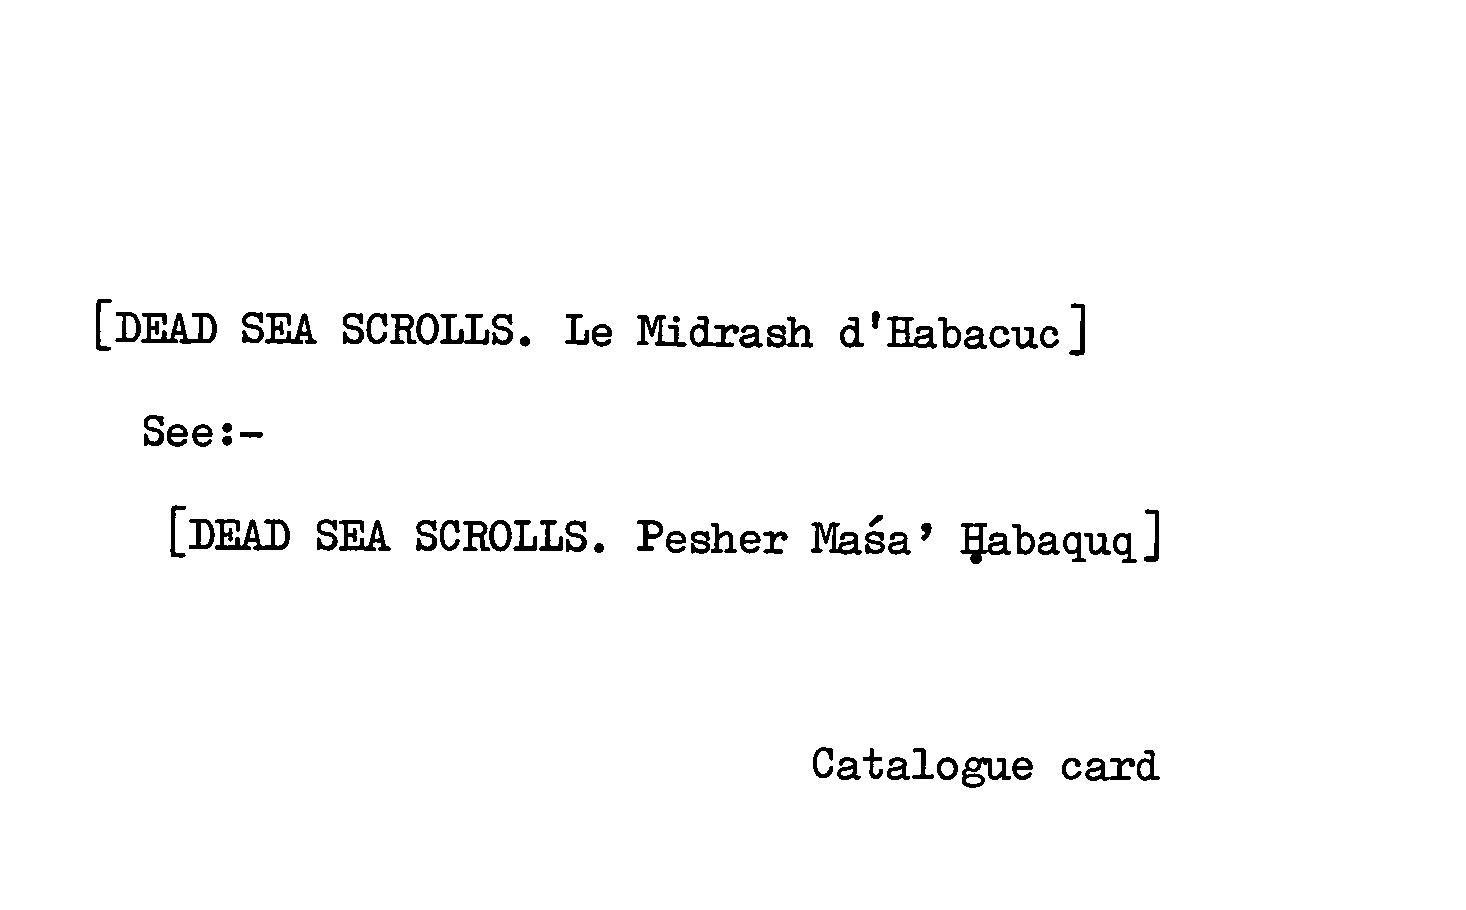 [DEAD SEA SCROLLS. Le Midrash d'Habacuc]
See:-
[DEAD SEA SCROLLS. Pesher Maśa’ Ḥabaquq]
Catalogue card